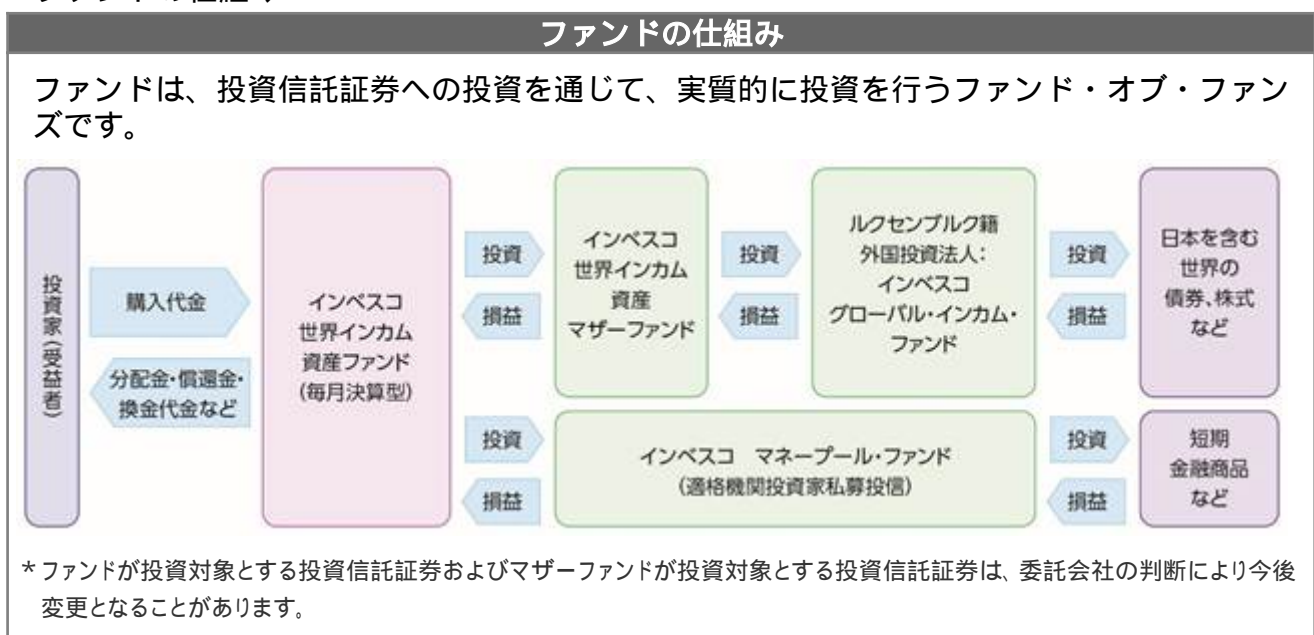 ファンドの仕組み
ファンドは、投資信託証券への投資を通じて、実質的に投資を行うファンド・オブ・ファン
ズです。
投資家(受益者)
購入代金
分配金・償還金・
換金代金など
インベスコ
世界インカム
資産ファンド
(毎月決算型)
投資
損益
インベスコ
世界インカム
資産
マザーファンド
投資
損益
ルクセンブルク籍
外国投資法人:
インベスコ
グローバル・インカム・
ファンド
投資
損益
日本を含む
世界の
債券、株式
など
投資
損益
インベスコ マネープール・ファンド
(適格機関投資家私募投信)
投資
損益
短期
金融商品
など
*ファンドが投資対象とする投資信託証券およびマザーファンドが投資対象とする投資信託証券は、委託会社の判断により今後
変更となることがあります。